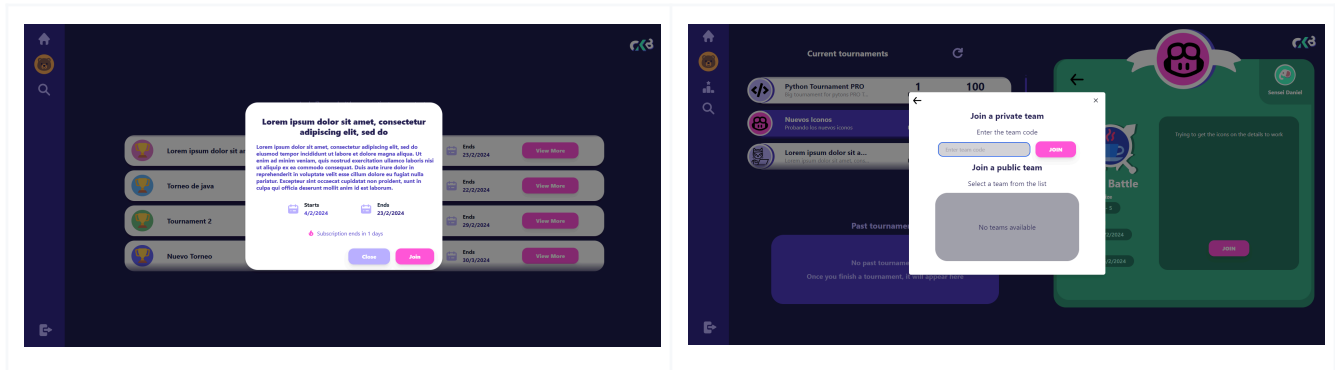 Lorem ipsum dolor sit amet, consectetur
adipiscing elit, sed do
Lorem ipsum dolor sit amet, consectetur adipiscing elit, sed do
eiusmod tempor incididunt ut labore et dolore magna aliqua. Ut
enim ad minim veniam, quis nostrud exercitation ullamco laboris nisi
ut aliquip ex ea commodo consequat. Duis aute irure dolor in
reprehenderit in voluptate velit esse cillum dolore eu fugiat nulla
pariatur. Excepteur sint occaecat cupidatat non proident, sunt in
culpa qui officia deserunt mollit anim id est laborum.
Starts
4/2/2024
Ends
23/2/2024
Subscription ends in 1 days
Close
Join
Lorem ipsum dolor sit am
Ends
23/2/2024
View More
Torneo de java
Ends
22/2/2024
View More
Tournament 2
Ends
29/2/2024
View More
Nuevo Torneo
Ends
30/3/2024
View More
Current tournaments
Python Tournament PRO
1
100
Nuevos Iconos
Probando los nuevos iconos
Lorem ipsum dolor sit a...
Past tourname
No past tourname
Once you finish a tournament, it will appear here
Join a private team
Enter the team code
Enter team code
JOIN
Join a public team
Select a team from the list
No teams available
Sensei Daniel
Battle
Trying to get the icons on the details to work
/2/2024
JOIN